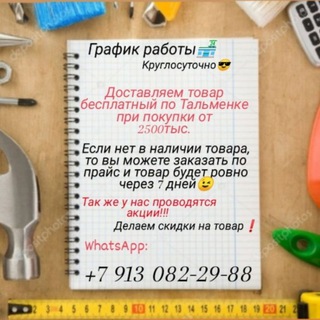 График работы🏪
Круглосуточно😎
Доставляем товар
бесплатный по Тальменке
при покупки от
2500тыс.
Если нет в наличии товара,
то вы можете заказать по
прайс и товар будет ровно
через 7 дней😉
Так же у нас проводятся
акции!!!
Делаем скидки на товар❗
WhatsApp:
+7 913 082-29-88